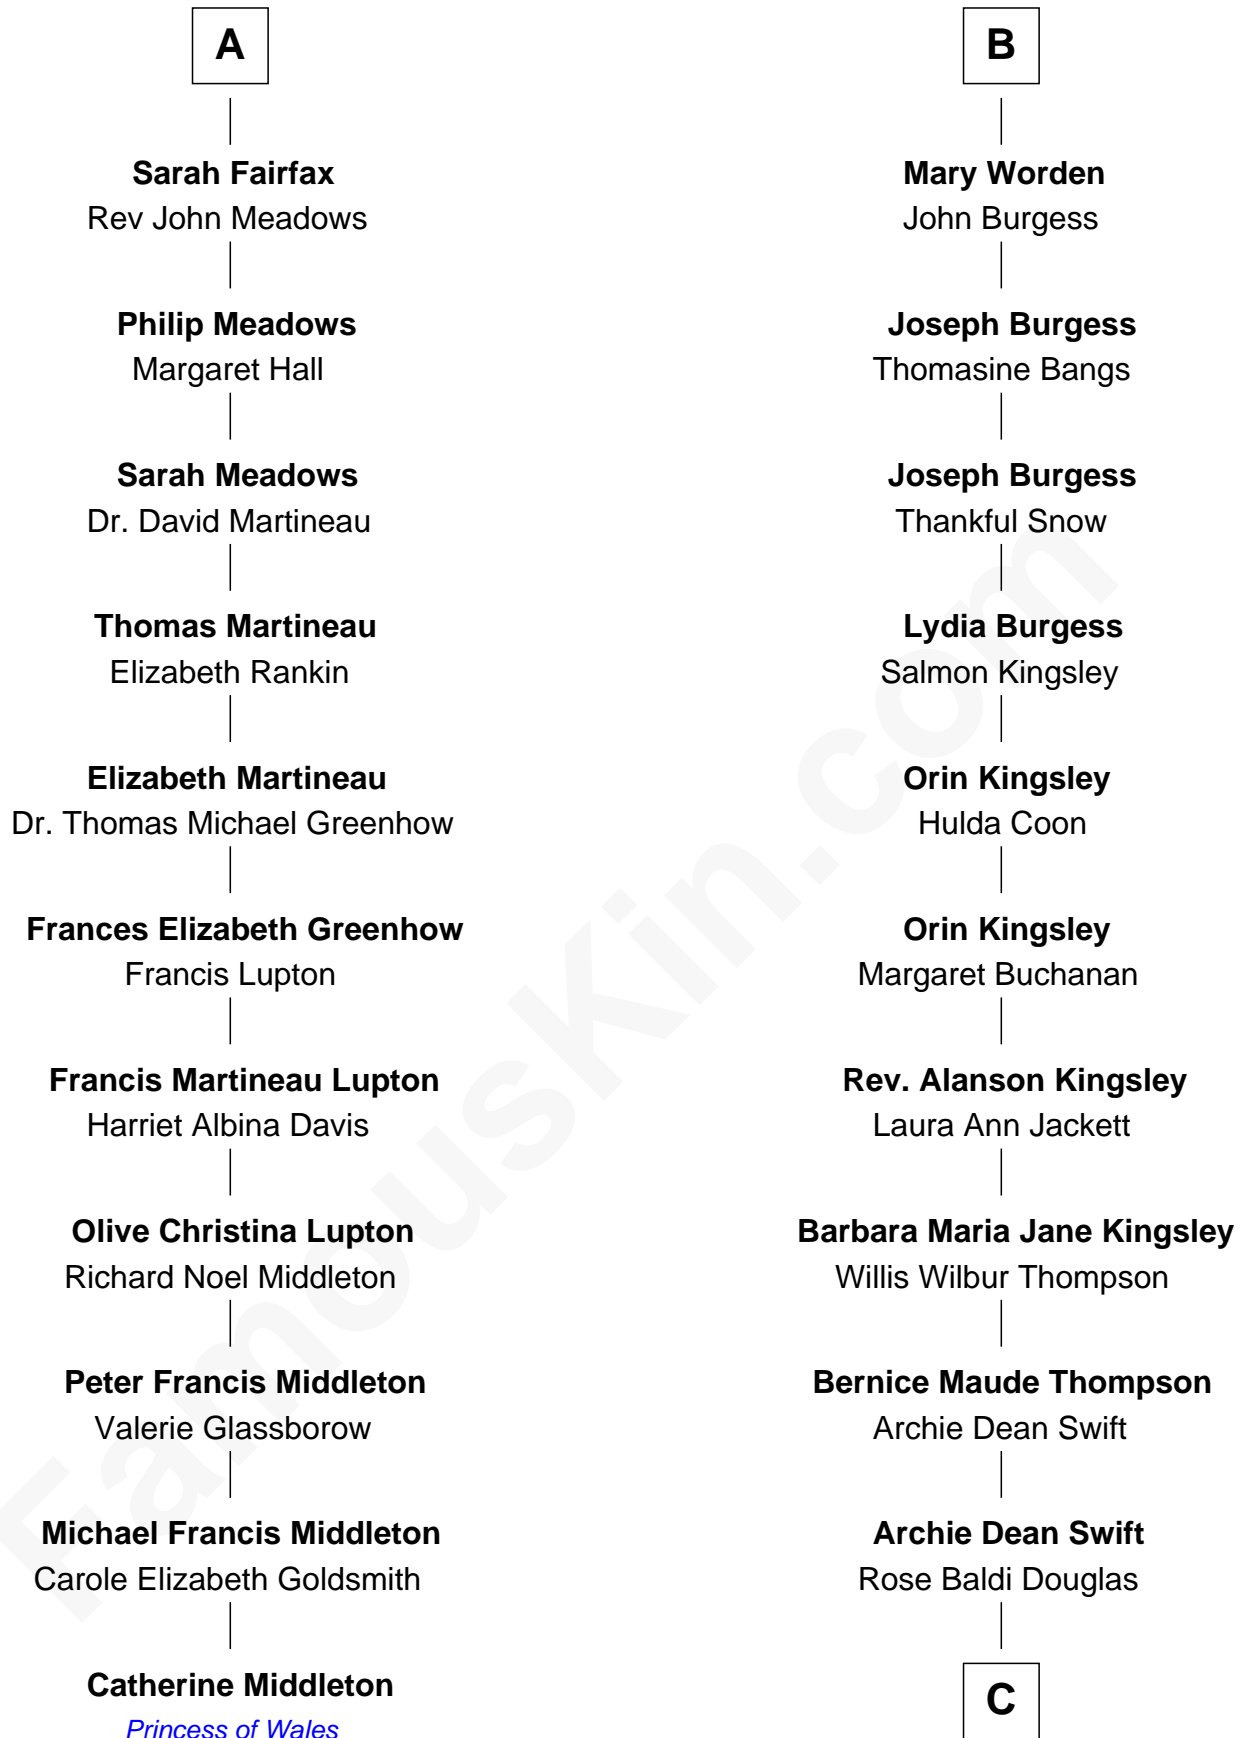 A
Sarah Fairfax
Rev John Meadows
Philip Meadows
Margaret Hall
Sarah Meadows
Dr. David Martineau
Thomas Martineau
Elizabeth Rankin
Elizabeth Martineau
Dr. Thomas Michael Greenhow
Frances Elizabeth Greenhow
Francis Lupton
Francis Martineau Lupton
Harriet Albina Davis
Olive Christina Lupton
Richard Noel Middleton
Peter Francis Middleton
Valerie Glassborow
Michael Francis Middleton
Carole Elizabeth Goldsmith
Catherine Middleton
Princess of Wales
B
Mary Worden
John Burgess
Joseph Burgess
Thomasine Bangs
Joseph Burgess
Thankful Snow
Lydia Burgess
Salmon Kingsley
Orin Kingsley
Hulda Coon
Orin Kingsley
Margaret Buchanan
Rev. Alanson Kingsley
Laura Ann Jackett
Barbara Maria Jane Kingsley
Willis Wilbur Thompson
Bernice Maude Thompson
Archie Dean Swift
Archie Dean Swift
Rose Baldi Douglas
C
FamousKin.com